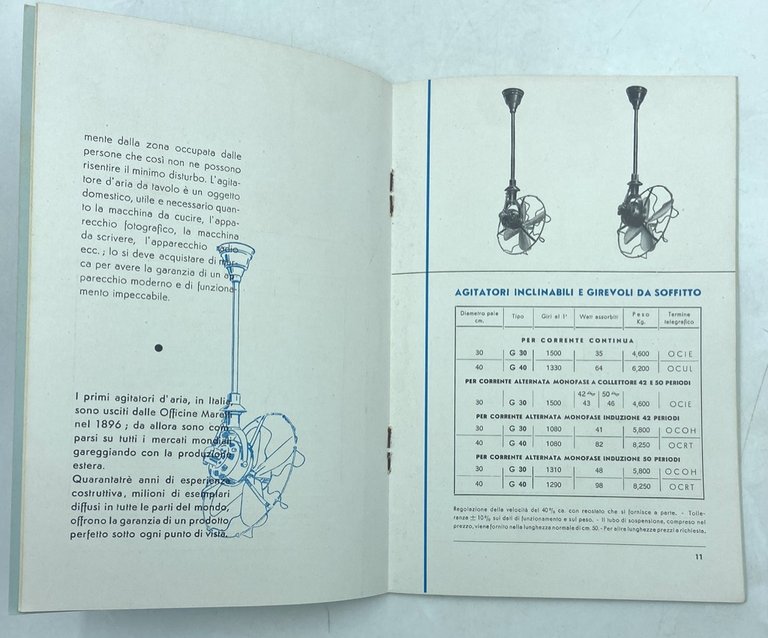 mente dalla zona occupata dalle
persone che così non ne possono
risentire il minimo disturbo. L'agita-
tore d'aria da tavolo è un oggetto
domestico, utile e necessario quan-
to la macchina da cucire, l'appa-
recchio fotografico, la macchina
da scrivere, l'apparecchio radio
ecc.; lo si deve acquistare di mar-
ca per avere la garanzia di un ap-
parecchio moderno e di funziona-
mento impeccabile.
●
I primi agitatori d'aria, in Italia,
sono usciti dalle Officine Marelli
nel 1896; da allora sono com-
parsi su tutti i mercati mondiali
gareggiando con la produzione
estera.
Quarantatrè anni di esperienza
costruttiva, milioni di esemplari
diffusi in tutte le parti del mondo,
offrono la garanzia di un prodotto
perfetto sotto ogni punto di vista.
AGITATORI INCLINABILI E GIREVOLI DA SOFFITTO
Diametro pale cm. Tipo Giri al 1' Watt assorbiti Peso Kg. Termine telegrafico
PER CORRENTE CONTINUA
30 G 30 1500 35 4,600 OCIE
40 G 40 1330 64 6,200 OCUL
PER CORRENTE ALTERNATA MONOFASE A COLLETTORE 42 E 50 PERIODI
42 ~ 50 ~
30 G 30 1500 43 46 4,600 OCIE
PER CORRENTE ALTERNATA MONOFASE INDUZIONE 42 PERIODI
30 G 30 1080 41 5,800 OCOH
40 G 40 1080 82 8,250 OCRT
PER CORRENTE ALTERNATA MONOFASE INDUZIONE 50 PERIODI
30 G 30 1310 48 5,800 OCOH
40 G 40 1290 98 8,250 OCRT
Regolazione della velocità del 40% ca. con reostato che si fornisce a parte. - Tolle-
ranza ± 10% sui dati di funzionamento e sul peso. - Il tubo di sospensione, compreso nel
prezzo, viene fornito nella lunghezza normale di cm. 50. - Per altre lunghezze prezzi a richiesta.
11